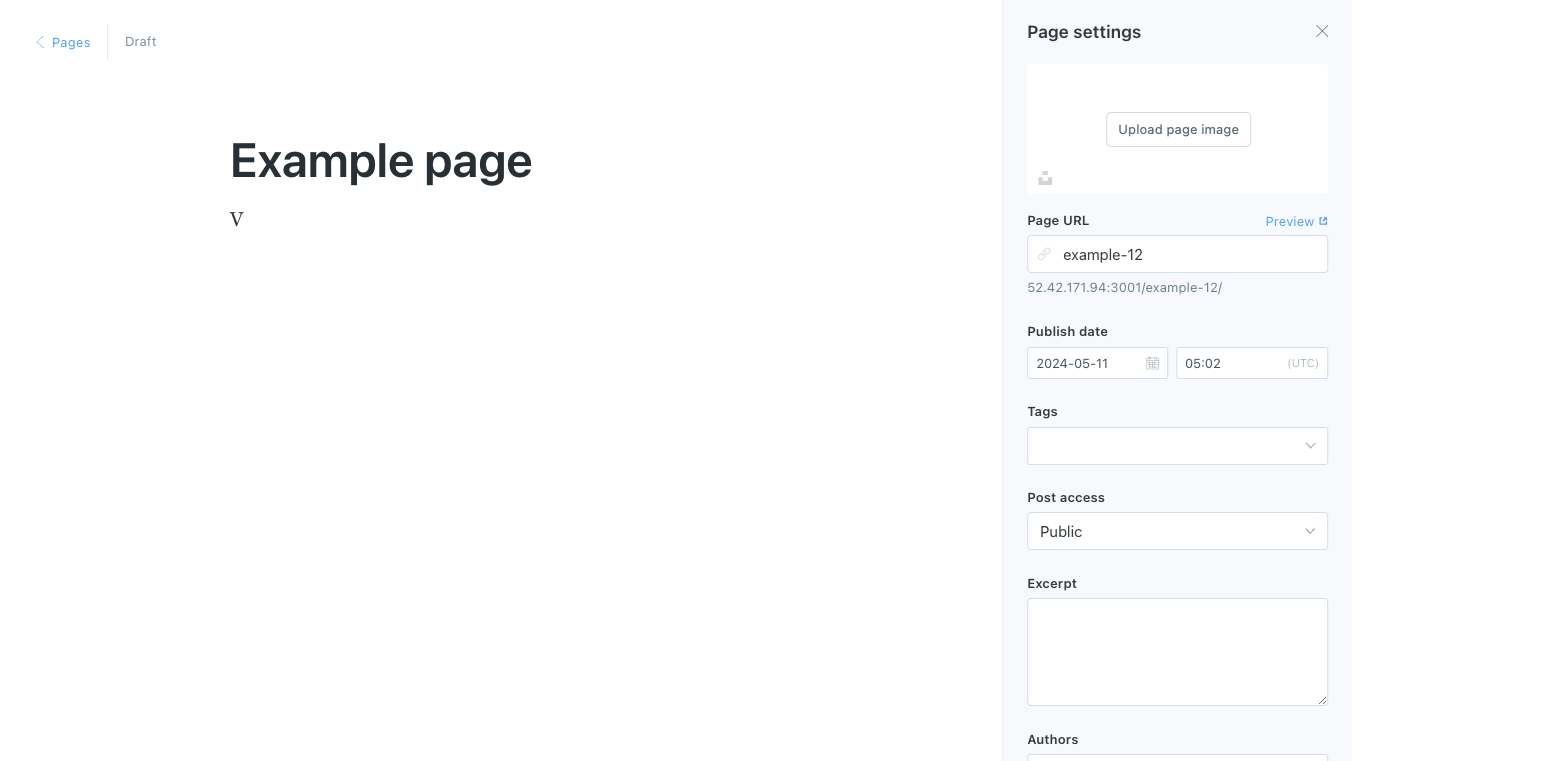 Pages
Draft
Example page
V
Page settings
Upload page image
Page URL
Preview
example-12
52.42.171.94:3001/example-12/
Publish date
2024-05-11
05:02
(UTC)
Tags
Post access
Public
Excerpt
Authors